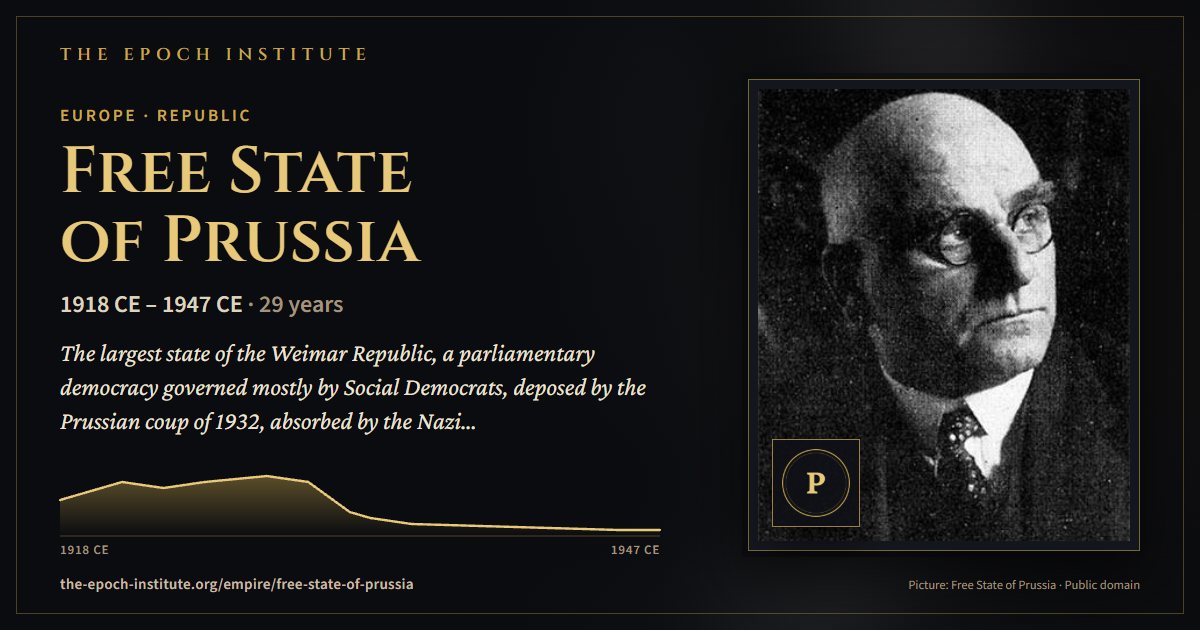 THE EPOCH INSTITUTE
EUROPE · REPUBLIC
FREE STATE
OF PRUSSIA
1918 CE – 1947 CE · 29 years
The largest state of the Weimar Republic, a parliamentary
democracy governed mostly by Social Democrats, deposed by the
Prussian coup of 1932, absorbed by the Nazi...
P
1918 CE
1947 CE
the-epoch-institute.org/empire/free-state-of-prussia
Picture: Free State of Prussia · Public domain